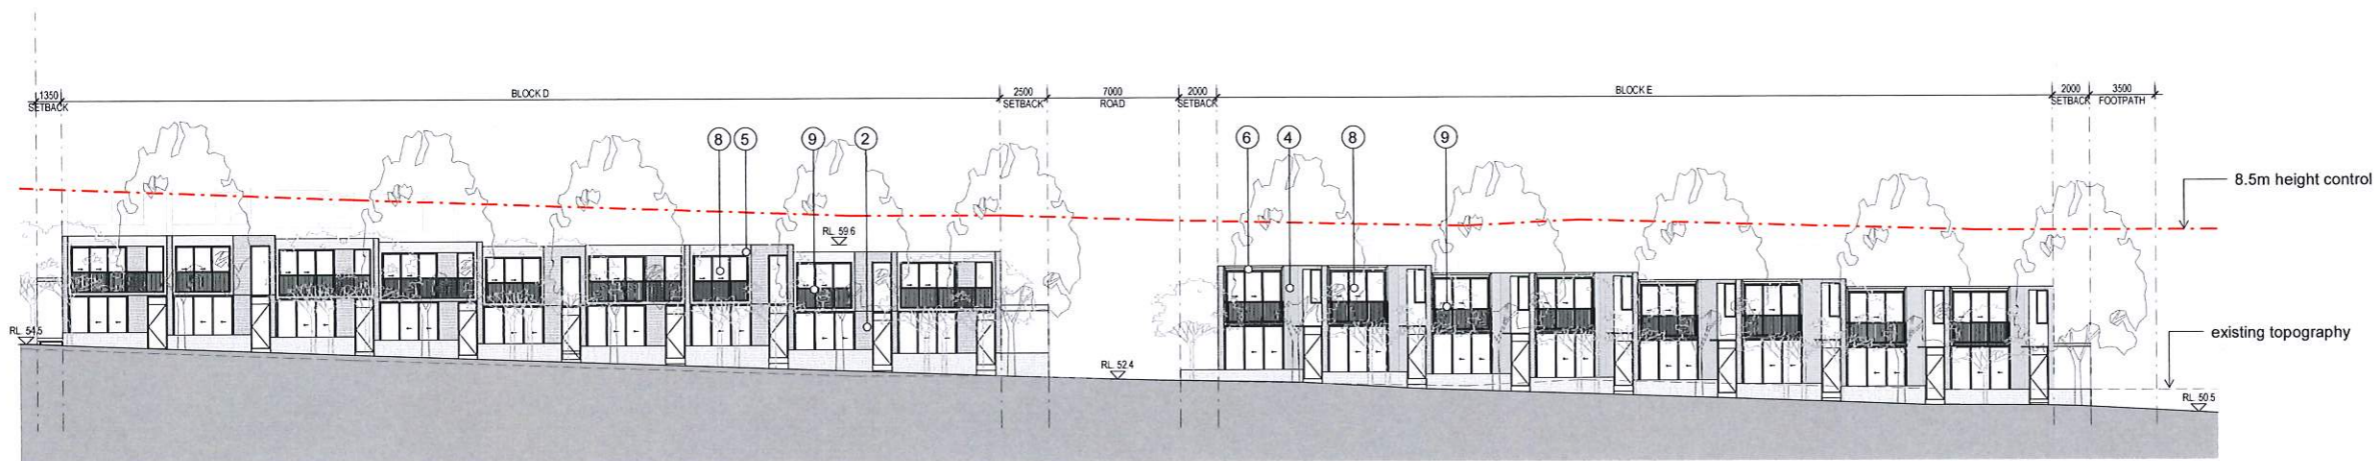 1350
SETBACK
BLOCK D
2500
SETBACK
7000
ROAD
2000
SETBACK
BLOCK E
2000
SETBACK
3500
FOOTPATH
8
5
9
2
6
4
8
9
8.5m height control
RL 59.6
RL 54.5
existing topography
RL 52.4
RL 50.5